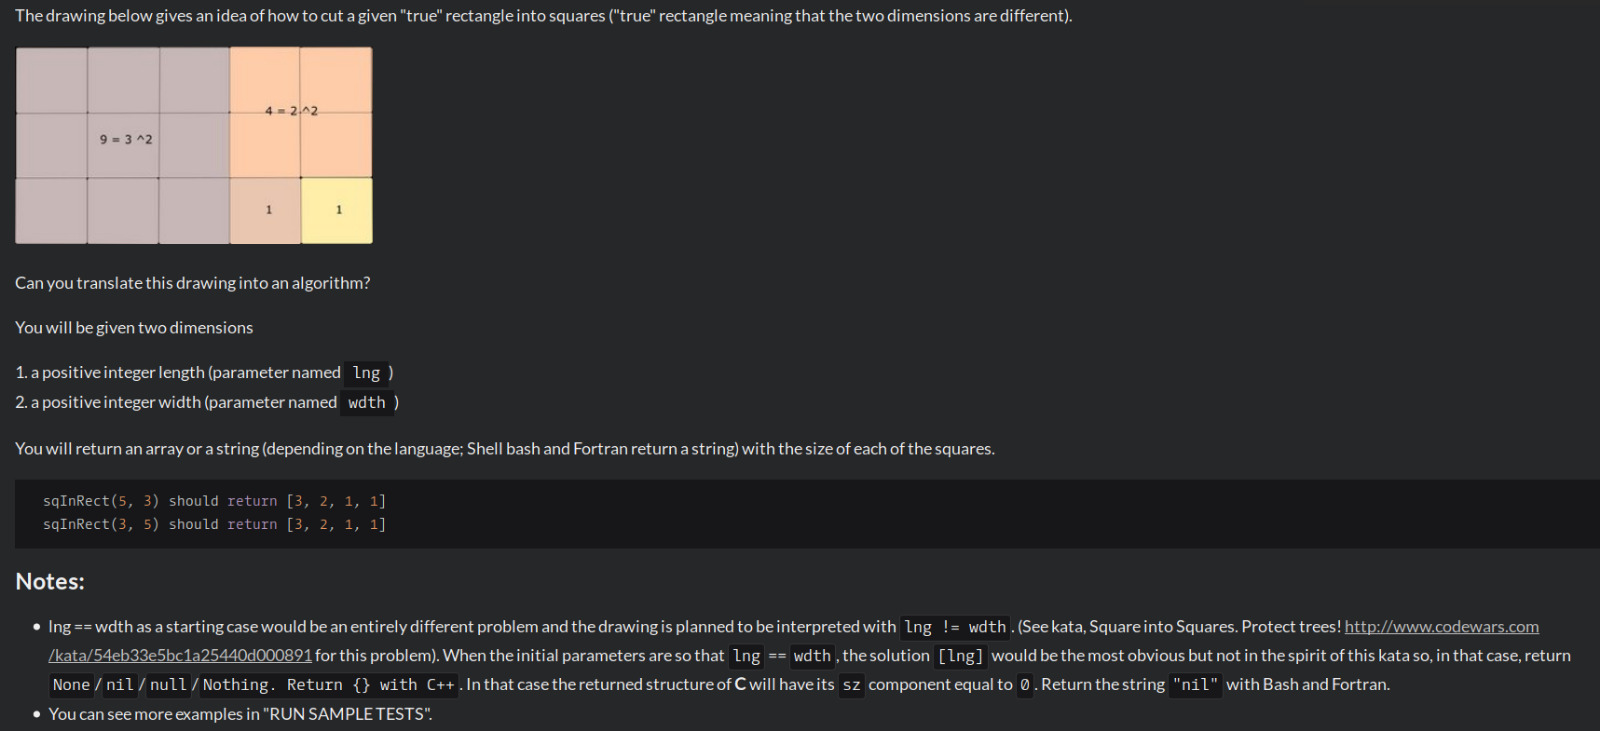 The drawing below gives an idea of how to cut a given "true" rectangle into squares ("true" rectangle meaning that the two dimensions are different).
4 = 2^2
9 = 3 ^2
1
1
Can you translate this drawing into an algorithm?
You will be given two dimensions
1. a positive integer length (parameter named lng )
2. a positive integer width (parameter named wdth )
You will return an array or a string (depending on the language; Shell bash and Fortran return a string) with the size of each of the squares.
sqInRect(5, 3) should return [3, 2, 1, 1]
sqInRect(3, 5) should return [3, 2, 1, 1]
Notes:
• lng == wdth as a starting case would be an entirely different problem and the drawing is planned to be interpreted with lng != wdth . (See kata, Square into Squares. Protect trees! http://www.codewars.com
/kata/54eb33e5bc1a25440d000891 for this problem). When the initial parameters are so that lng == wdth , the solution [lng] would be the most obvious but not in the spirit of this kata so, in that case, return
None / nil / null / Nothing. Return {} with C++ . In that case the returned structure of C will have its sz component equal to 0 . Return the string "nil" with Bash and Fortran.
• You can see more examples in "RUN SAMPLE TESTS".